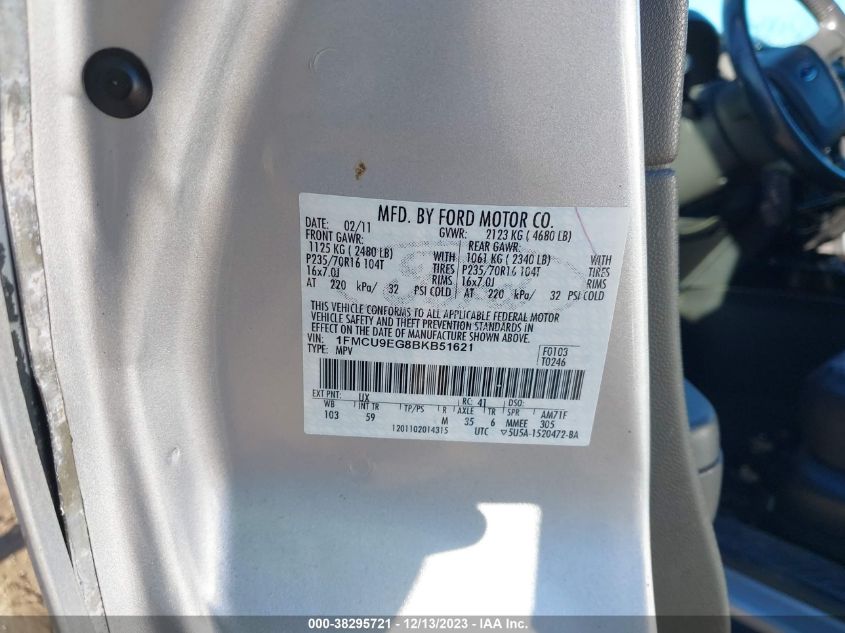 MFD. BY FORD MOTOR CO.
DATE: 02/11 GVWR: 2123 KG ( 4680 LB)
FRONT GAWR: REAR GAWR:
1125 KG ( 2480 LB) WITH 1061 KG ( 2340 LB) WITH
P235/70R16 104T TIRES P235/70R16 104T TIRES
16x7.0J RIMS 16x7.0J RIMS
AT 220 kPa/ 32 PSI COLD AT 220 kPa/ 32 PSI COLD
THIS VEHICLE CONFORMS TO ALL APPLICABLE FEDERAL MOTOR
VEHICLE SAFETY AND THEFT PREVENTION STANDARDS IN
EFFECT ON THE DATE OF MANUFACTURE SHOWN ABOVE.
VIN: 1FMCU9EG8BKB51621 F0103
TYPE: MPV T0246
EXT PNT: UX RC: 41 DSO:
WB INT TR TP/PS R AXLE TR SPR AM71F
103 59 M 35 6 MMEE 305
1201102014315 UTC ▽5U5A-1520472-BA
000-38295721 - 12/13/2023 - IAAI.COM